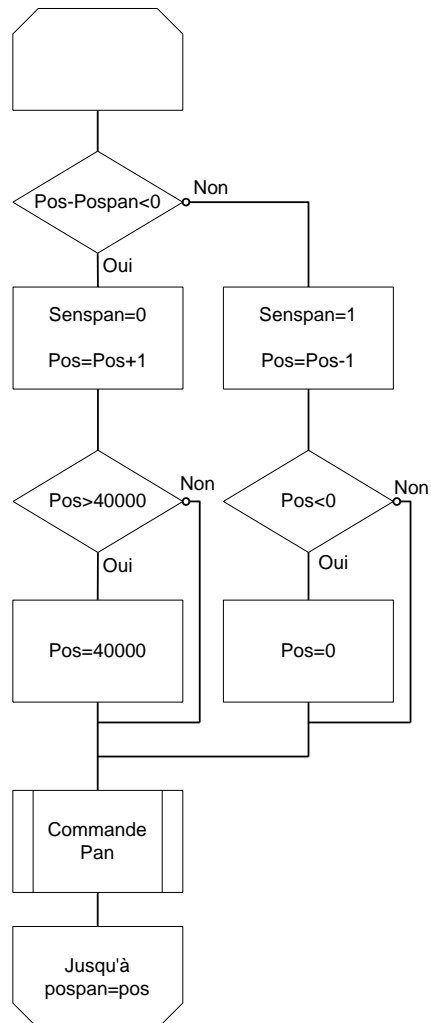 Pos-Pospan<0
Non
Oui
Senspan=0
Pos=Pos+1
Senspan=1
Pos=Pos-1
Pos>40000
Non
Oui
Pos<0
Non
Oui
Pos=40000
Pos=0
Commande
Pan
Jusqu'à
pospan=pos